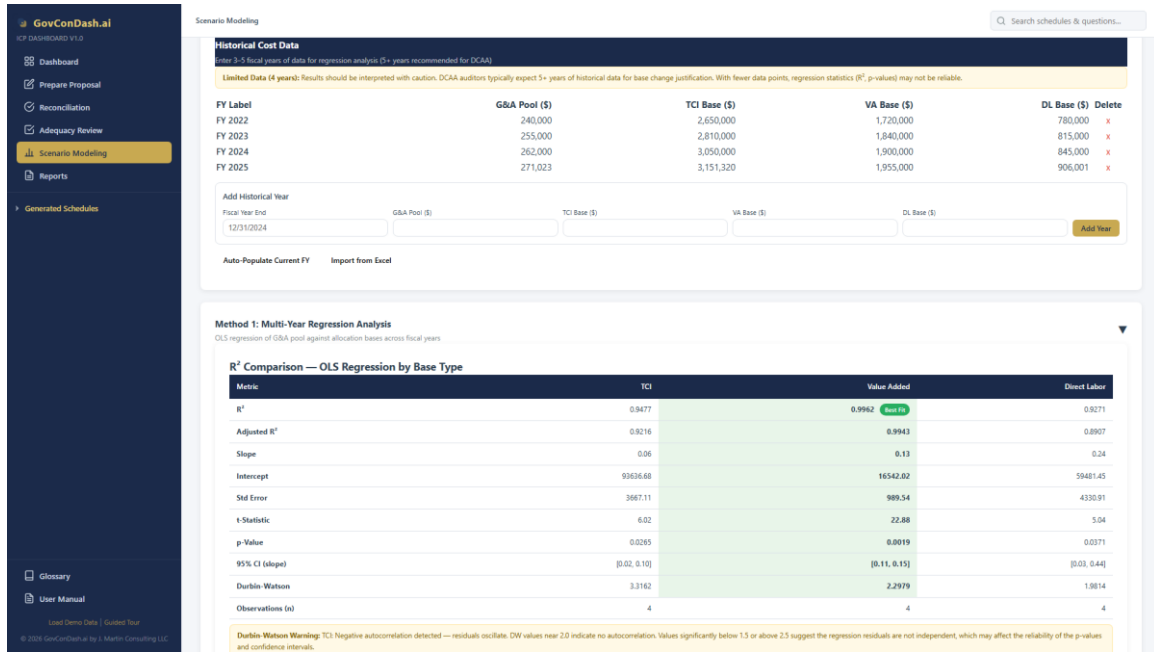 GovConDash.ai
ICP DASHBOARD V1.0
Dashboard
Prepare Proposal
Reconciliation
Adequacy Review
Scenario Modeling
Reports
Generated Schedules
Glossary
User Manual
Load Demo Data | Guided Tour
© 2026 GovConDash.ai by J. Martin Consulting LLC
Scenario Modeling
Search schedules & questions...
Historical Cost Data
Enter 3–5 fiscal years of data for regression analysis (5+ years recommended for DCAA)
Limited Data (4 years): Results should be interpreted with caution. DCAA auditors typically expect 5+ years of historical data for base change justification. With fewer data points, regression statistics (R², p-values) may not be reliable.
FY Label G&A Pool ($) TCI Base ($) VA Base ($) DL Base ($) Delete
FY 2022 240,000 2,650,000 1,720,000 780,000 x
FY 2023 255,000 2,810,000 1,840,000 815,000 x
FY 2024 262,000 3,050,000 1,900,000 845,000 x
FY 2025 271,023 3,151,320 1,955,000 906,001 x
Add Historical Year
Fiscal Year End G&A Pool ($) TCI Base ($) VA Base ($) DL Base ($)
12/31/2024 Add Year
Auto-Populate Current FY Import from Excel
Method 1: Multi-Year Regression Analysis
OLS regression of G&A pool against allocation bases across fiscal years
R² Comparison — OLS Regression by Base Type
Metric TCI Value Added Direct Labor
R² 0.9477 0.9962 Best Fit 0.9271
Adjusted R² 0.9216 0.9943 0.8907
Slope 0.06 0.13 0.24
Intercept 93636.68 16542.02 59481.45
Std Error 3667.11 989.54 4330.91
t-Statistic 6.02 22.88 5.04
p-Value 0.0265 0.0019 0.0371
95% CI (slope) [0.02, 0.10] [0.11, 0.15] [0.03, 0.44]
Durbin-Watson 3.3162 2.2979 1.9814
Observations (n) 4 4 4
Durbin-Watson Warning: TCI: Negative autocorrelation detected — residuals oscillate. DW values near 2.0 indicate no autocorrelation. Values significantly below 1.5 or above 2.5 suggest the regression residuals are not independent, which may affect the reliability of the p-values
and confidence intervals.